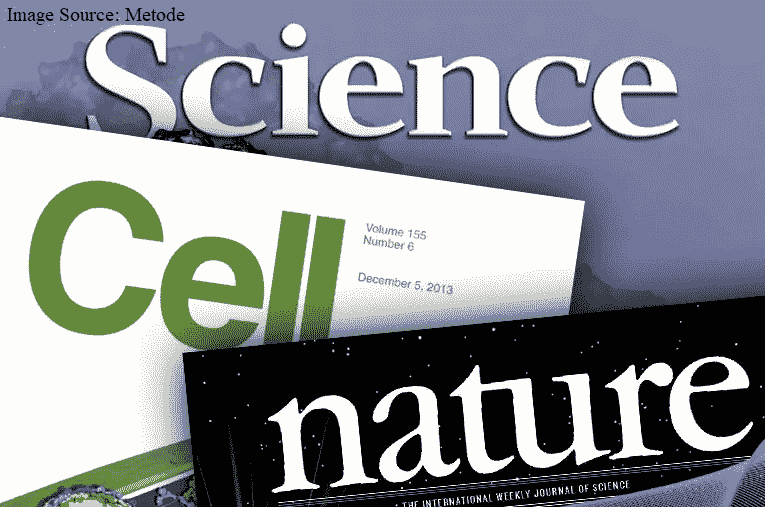 Image Source: Metode
Science
Cell
Volume 155
Number 6
December 5, 2013
nature
THE INTERNATIONAL WEEKLY JOURNAL OF SCIENCE